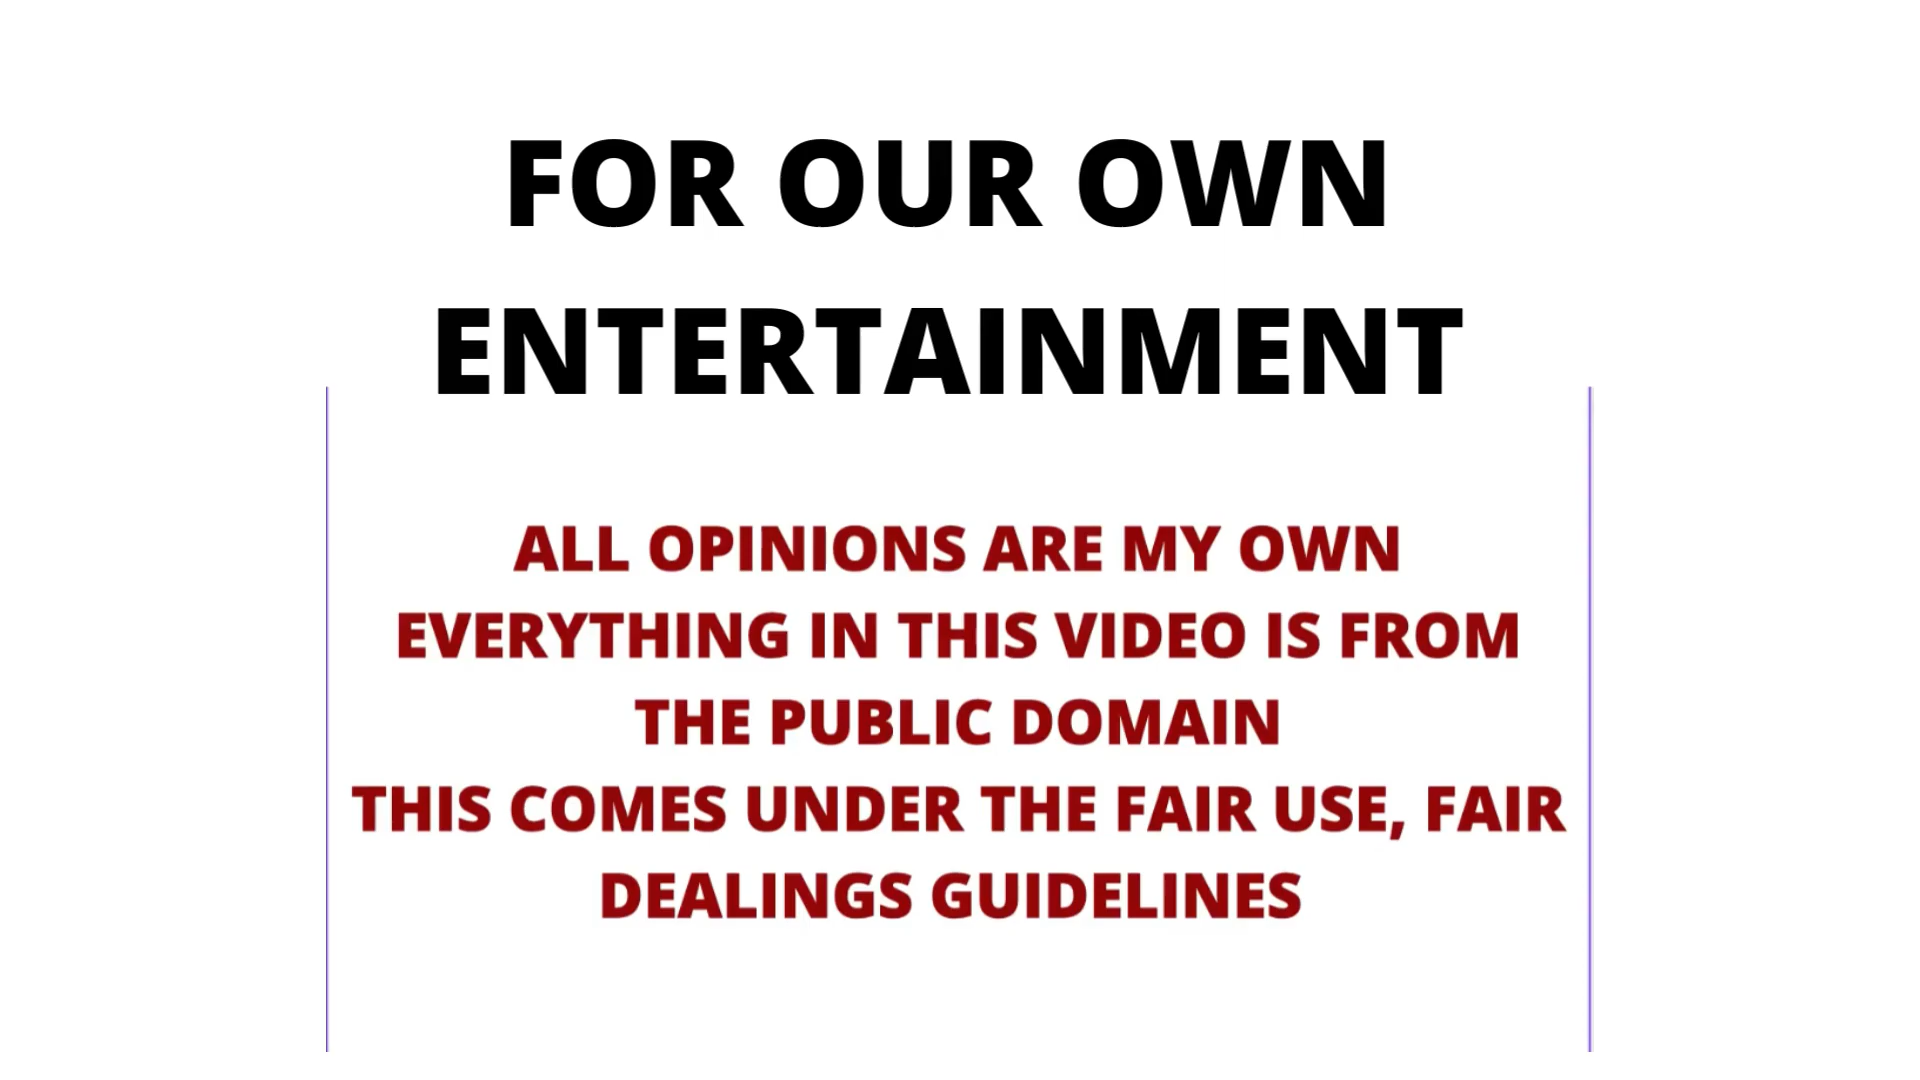 FOR OUR OWN
ENTERTAINMENT
ALL OPINIONS ARE MY OWN
EVERYTHING IN THIS VIDEO IS FROM
THE PUBLIC DOMAIN
THIS COMES UNDER THE FAIR USE, FAIR
DEALINGS GUIDELINES